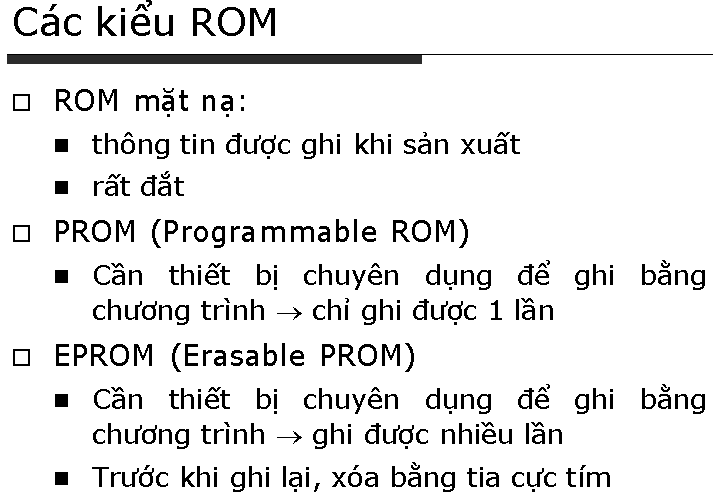 Các kiểu ROM
ROM mặt nạ:
thông tin được ghi khi sản xuất
rất đắt
PROM (Programmable ROM)
Cần thiết bị chuyên dụng để ghi bằng
chương trình → chỉ ghi được 1 lần
EPROM (Erasable PROM)
Cần thiết bị chuyên dụng để ghi bằng
chương trình → ghi được nhiều lần
Trước khi ghi lại, xóa bằng tia cực tím